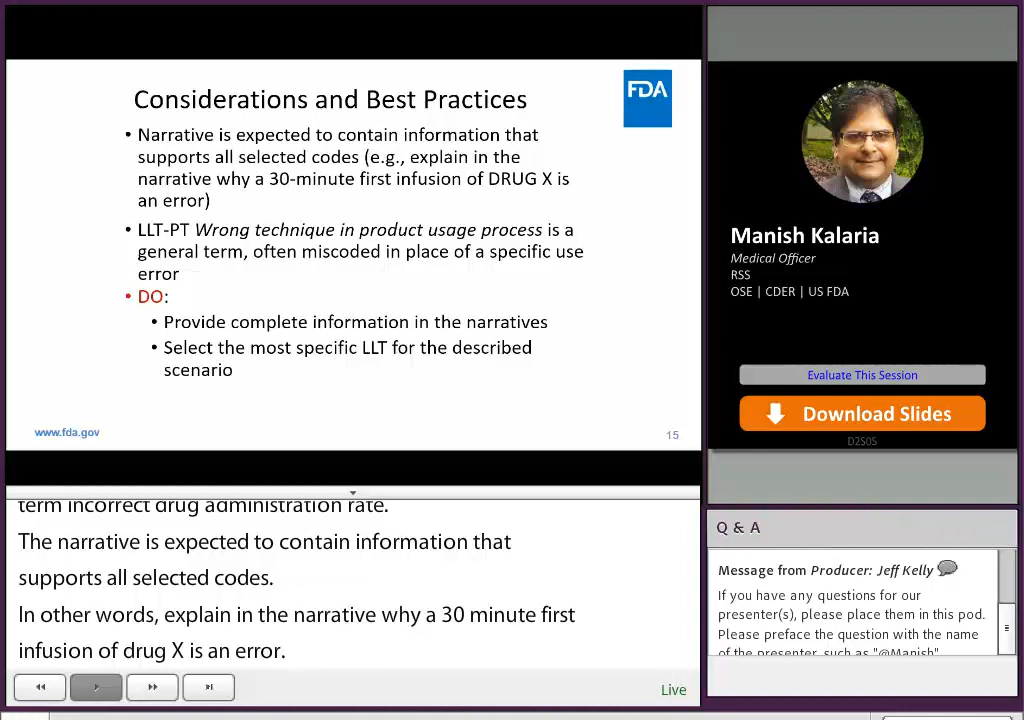 Considerations and Best Practices
FDA
• Narrative is expected to contain information that
supports all selected codes (e.g., explain in the
narrative why a 30-minute first infusion of DRUG X is
an error)
• LLT-PT Wrong technique in product usage process is a
general term, often miscoded in place of a specific use
error
• DO:
• Provide complete information in the narratives
• Select the most specific LLT for the described
scenario
www.fda.gov
15
Manish Kalaria
Medical Officer
RSS
OSE | CDER | US FDA
Evaluate This Session
Download Slides
D2S05
term incorrect drug administration rate.
The narrative is expected to contain information that
supports all selected codes.
In other words, explain in the narrative why a 30 minute first
infusion of drug X is an error.
Live
Q & A
Message from Producer: Jeff Kelly
If you have any questions for our
presenter(s), please place them in this pod.
Please preface the question with the name
of the presenter, such as "@Manish"